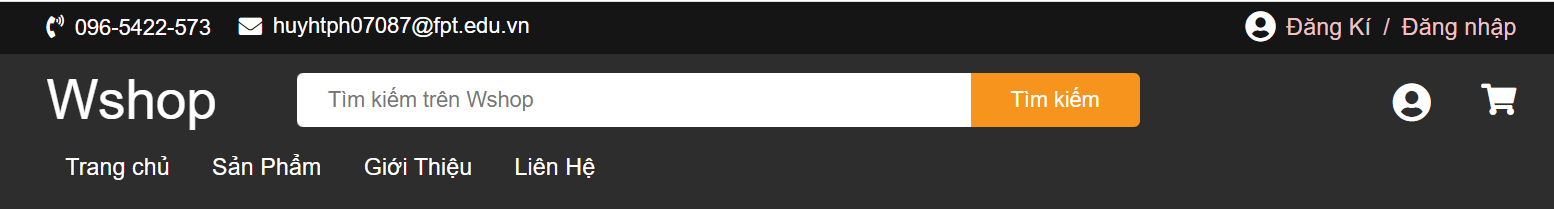 096-5422-573 huyhtph07087@fpt.edu.vn Đăng Kí / Đăng nhập
Wshop Tìm kiếm trên Wshop Tìm kiếm
Trang chủ Sản Phẩm Giới Thiệu Liên Hệ